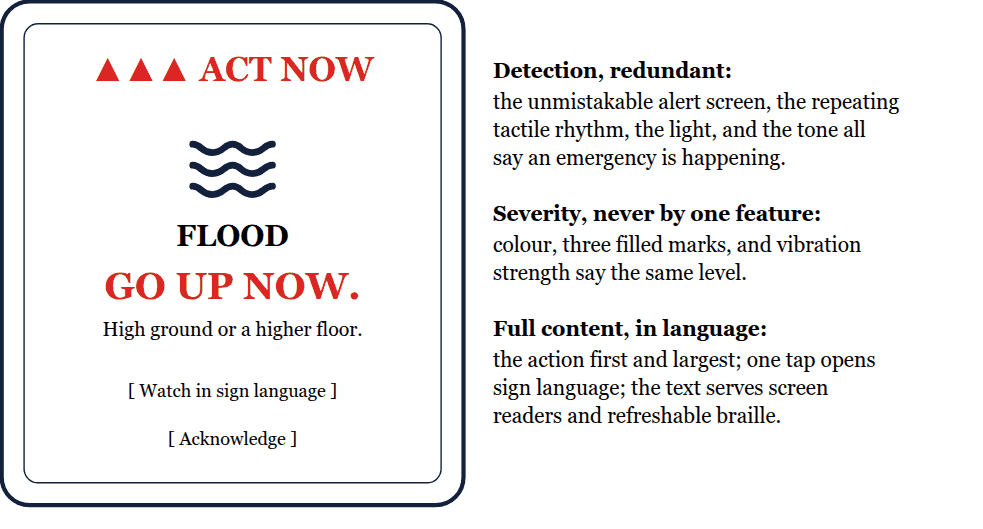 ▲▲▲ ACT NOW
FLOOD
GO UP NOW.
High ground or a higher floor.
[ Watch in sign language ]
[ Acknowledge ]
Detection, redundant:
the unmistakable alert screen, the repeating
tactile rhythm, the light, and the tone all
say an emergency is happening.
Severity, never by one feature:
colour, three filled marks, and vibration
strength say the same level.
Full content, in language:
the action first and largest; one tap opens
sign language; the text serves screen
readers and refreshable braille.